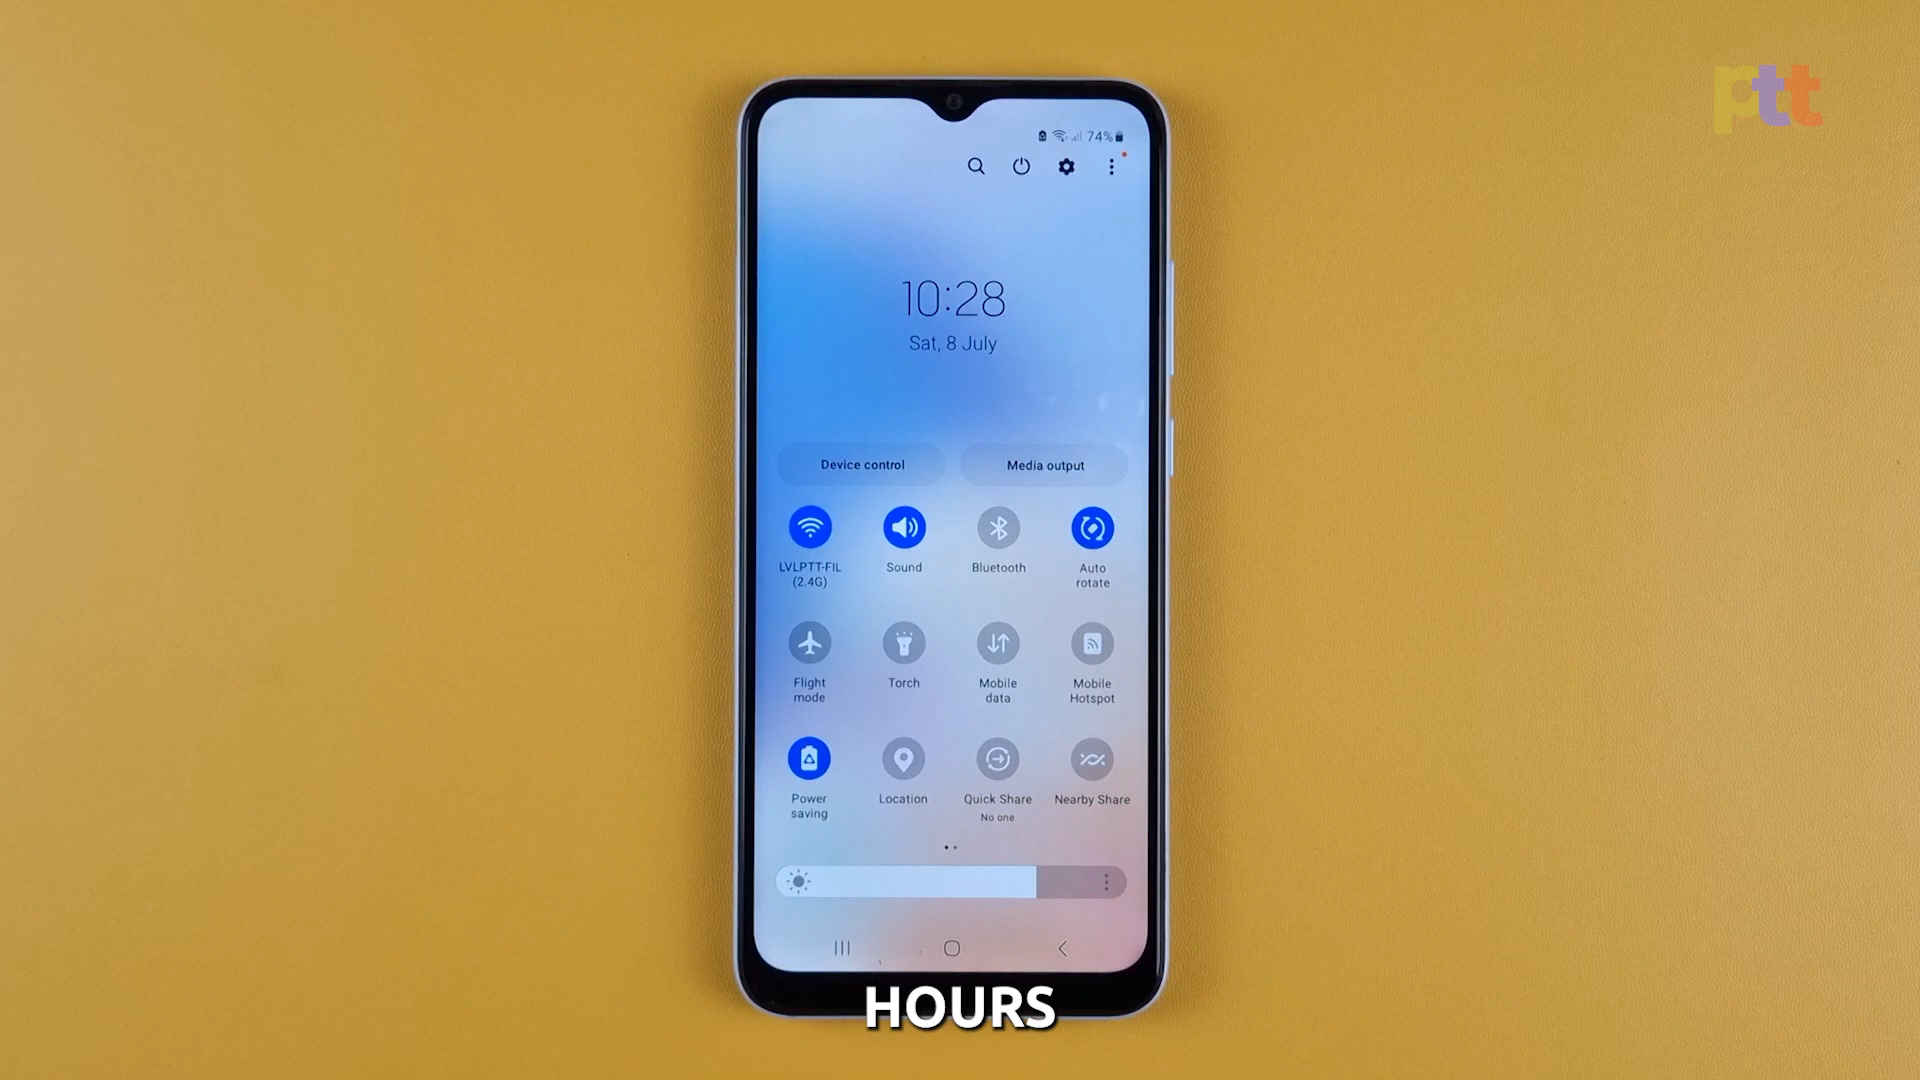 ptt
74%
10:28
Sat, 8 July
Device control
Media output
LVLPTT-FIL
(2.4G)
Sound
Bluetooth
Auto
rotate
Flight
mode
Torch
Mobile
data
Mobile
Hotspot
Power
saving
Location
Quick Share
No one
Nearby Share
HOURS